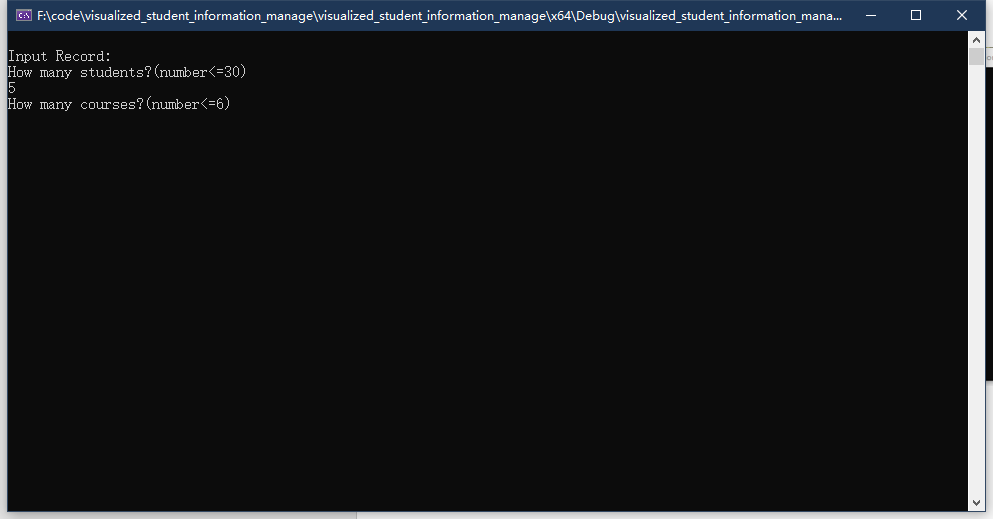 F:\code\visualized_student_information_manage\visualized_student_information_manage\x64\Debug\visualized_student_information_mana...
Input Record:
How many students?(number<=30)
5
How many courses?(number<=6)